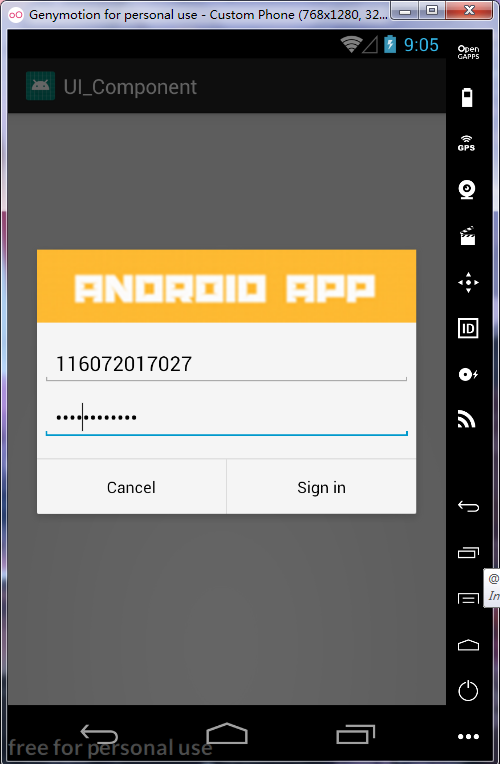 Genymotion for personal use - Custom Phone (768x1280, 32...
9:05
Open
GAPPS
UI_Component
GPS
ANDROID APP
ID
116072017027
••••••••••••
Cancel
Sign in
@
In
free for personal use